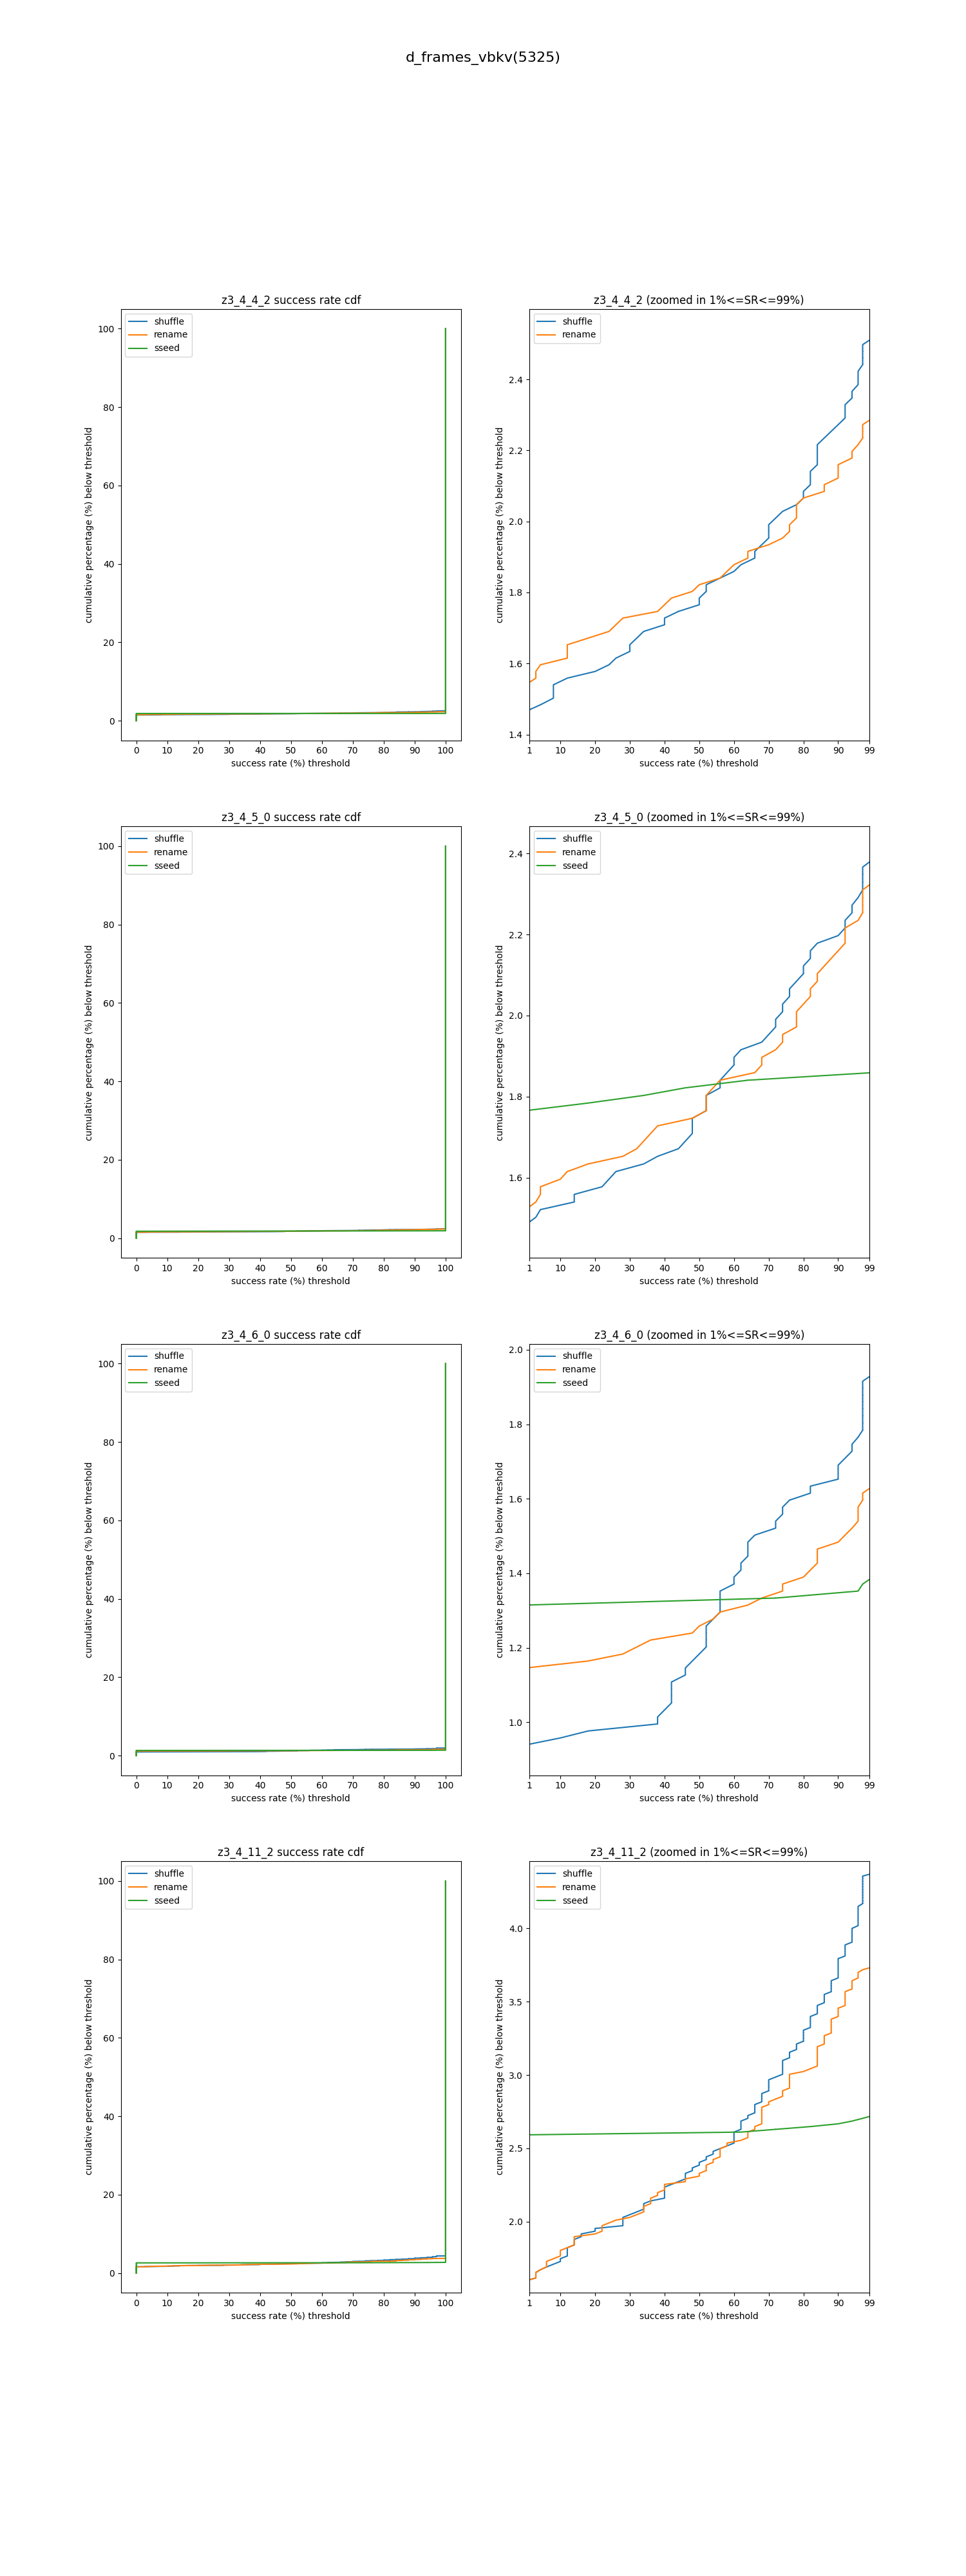 d_frames_vbkv(5325)
z3_4_4_2 success rate cdf
shuffle
rename
sseed
100
80
60
40
20
0
cumulative percentage (%) below threshold
0 10 20 30 40 50 60 70 80 90 100
success rate (%) threshold
z3_4_4_2 (zoomed in 1%<=SR<=99%)
shuffle
rename
2.4
2.2
2.0
1.8
1.6
1.4
cumulative percentage (%) below threshold
1 10 20 30 40 50 60 70 80 90 99
success rate (%) threshold
z3_4_5_0 success rate cdf
shuffle
rename
sseed
100
80
60
40
20
0
cumulative percentage (%) below threshold
0 10 20 30 40 50 60 70 80 90 100
success rate (%) threshold
z3_4_5_0 (zoomed in 1%<=SR<=99%)
shuffle
rename
sseed
2.4
2.2
2.0
1.8
1.6
cumulative percentage (%) below threshold
1 10 20 30 40 50 60 70 80 90 99
success rate (%) threshold
z3_4_6_0 success rate cdf
shuffle
rename
sseed
100
80
60
40
20
0
cumulative percentage (%) below threshold
0 10 20 30 40 50 60 70 80 90 100
success rate (%) threshold
z3_4_6_0 (zoomed in 1%<=SR<=99%)
shuffle
rename
sseed
2.0
1.8
1.6
1.4
1.2
1.0
cumulative percentage (%) below threshold
1 10 20 30 40 50 60 70 80 90 99
success rate (%) threshold
z3_4_11_2 success rate cdf
shuffle
rename
sseed
100
80
60
40
20
0
cumulative percentage (%) below threshold
0 10 20 30 40 50 60 70 80 90 100
success rate (%) threshold
z3_4_11_2 (zoomed in 1%<=SR<=99%)
shuffle
rename
sseed
4.0
3.5
3.0
2.5
2.0
cumulative percentage (%) below threshold
1 10 20 30 40 50 60 70 80 90 99
success rate (%) threshold